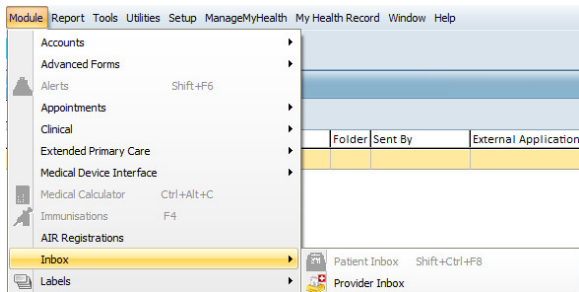 Module Report Tools Utilities Setup ManageMyHealth My Health Record Window Help
Accounts
Advanced Forms
Alerts Shift+F6
Appointments
Clinical
Folder Sent By External Application
Extended Primary Care
Medical Device Interface
Medical Calculator Ctrl+Alt+C
Immunisations F4
AIR Registrations
Inbox
Patient Inbox Shift+Ctrl+F8
Labels
Provider Inbox